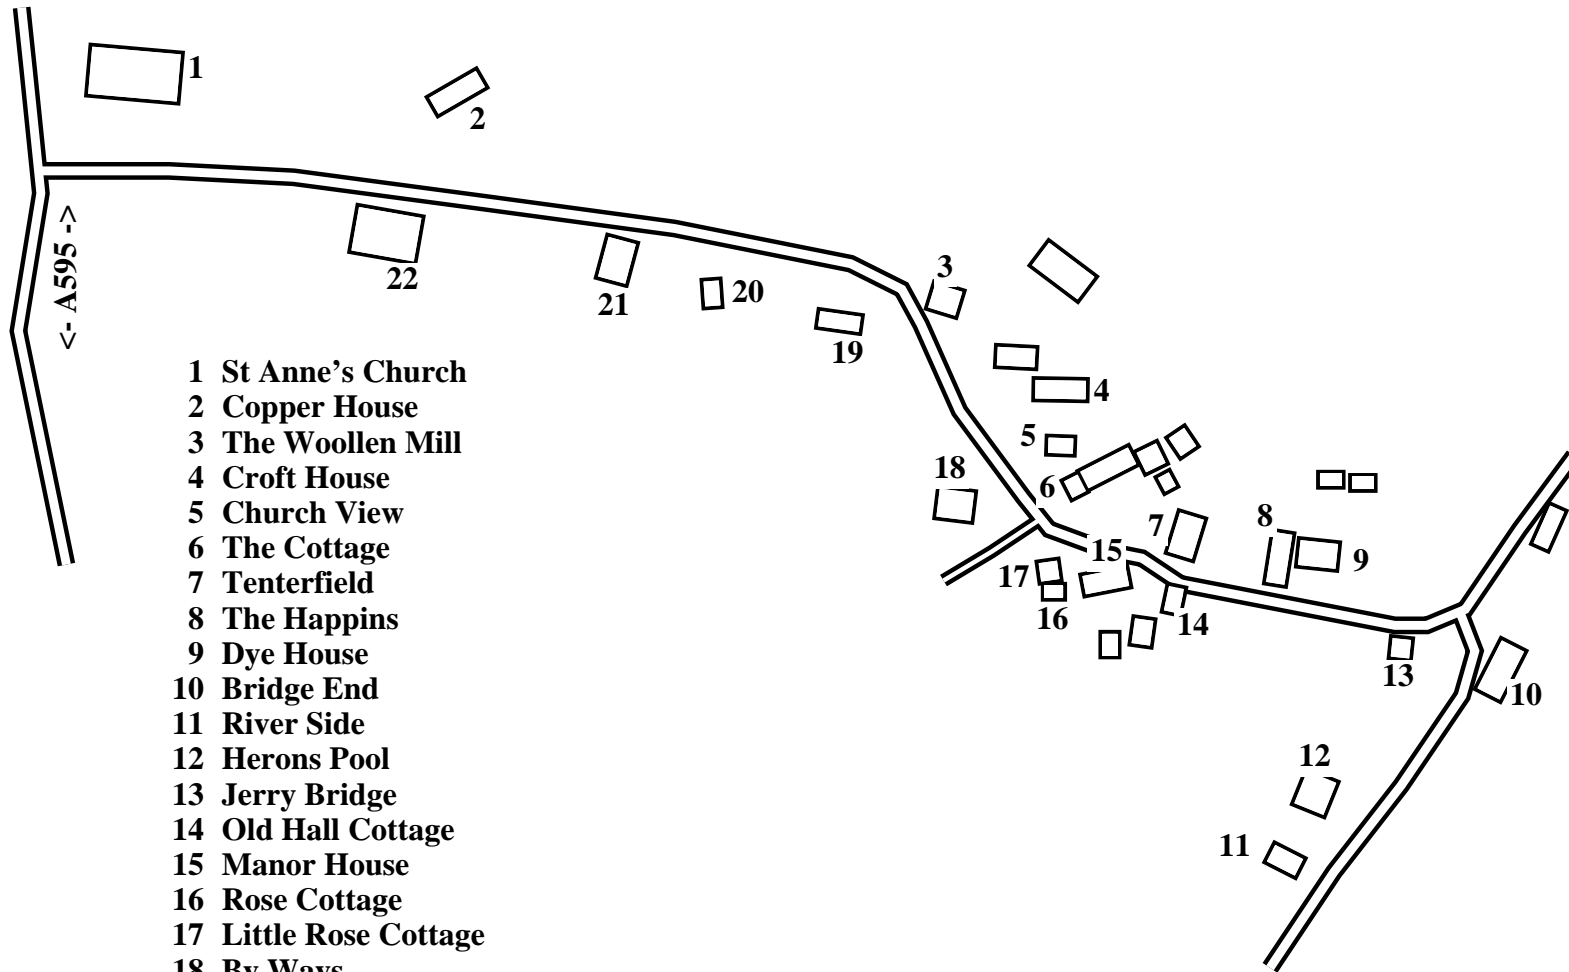 1
2
<- A595 ->
22
21
20
19
3
4
5
6
18
7
8
9
15
17
16
14
13
10
12
11
1 St Anne's Church
2 Copper House
3 The Woollen Mill
4 Croft House
5 Church View
6 The Cottage
7 Tenterfield
8 The Happins
9 Dye House
10 Bridge End
11 River Side
12 Herons Pool
13 Jerry Bridge
14 Old Hall Cottage
15 Manor House
16 Rose Cottage
17 Little Rose Cottage
18 By Ways